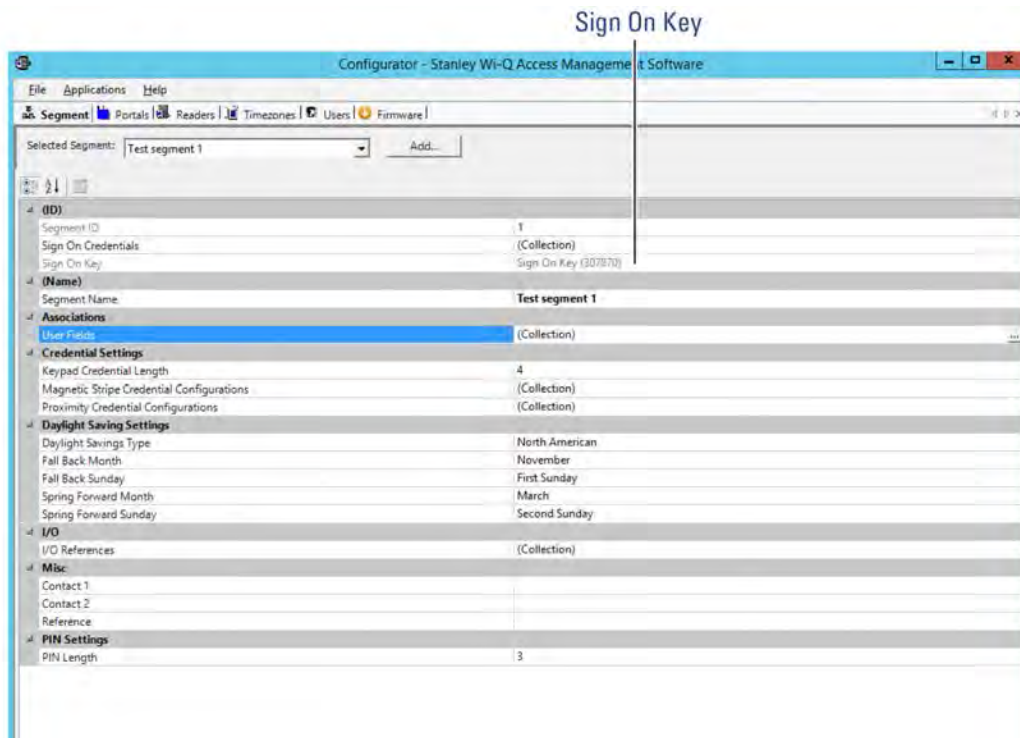 Sign On Key
Configurator - Stanley Wi-Q Access Management Software
File Applications Help
Segment Portals Readers Timezones Users Firmware
Selected Segment: Test segment 1 Add...
(ID)
Segment ID 1
Sign On Credentials (Collection)
Sign On Key Sign On Key (307870)
(Name)
Segment Name Test segment 1
Associations
User Fields (Collection) ...
Credential Settings
Keypad Credential Length 4
Magnetic Stripe Credential Configurations (Collection)
Proximity Credential Configurations (Collection)
Daylight Saving Settings
Daylight Savings Type North American
Fall Back Month November
Fall Back Sunday First Sunday
Spring Forward Month March
Spring Forward Sunday Second Sunday
I/O
I/O References (Collection)
Misc
Contact 1
Contact 2
Reference
PIN Settings
PIN Length 3